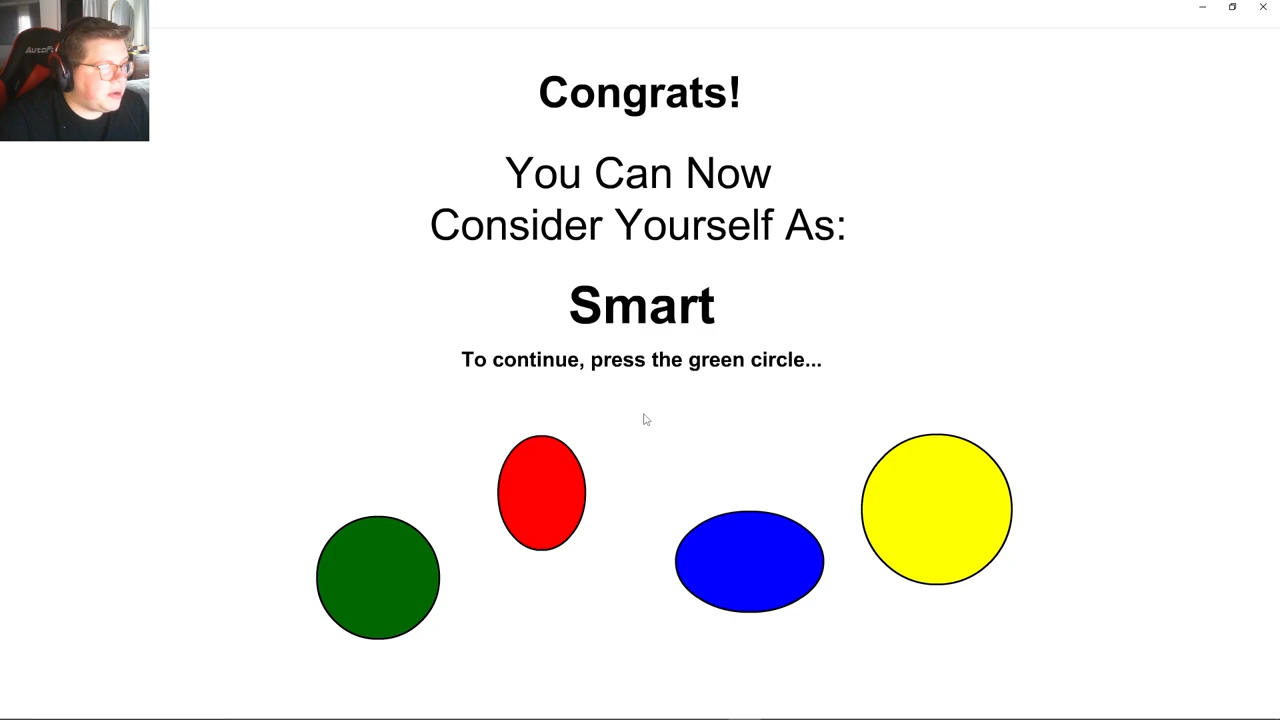 Congrats!
You Can Now
Consider Yourself As:
Smart
To continue, press the green circle...